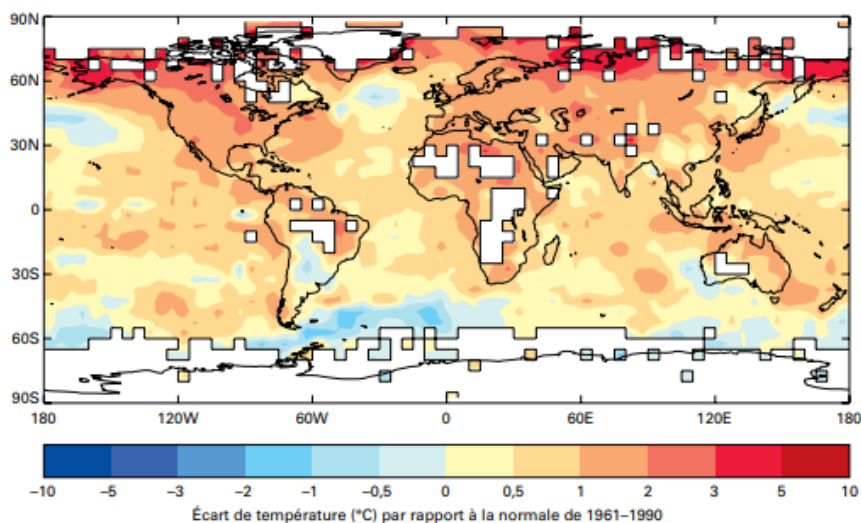 90N
60N
30N
0
30S
60S
90S
180 120W 60W 0 60E 120E 180
–10 –5 –3 –2 –1 –0,5 0 0,5 1 2 3 5 10
Écart de température (°C) par rapport à la normale de 1961–1990